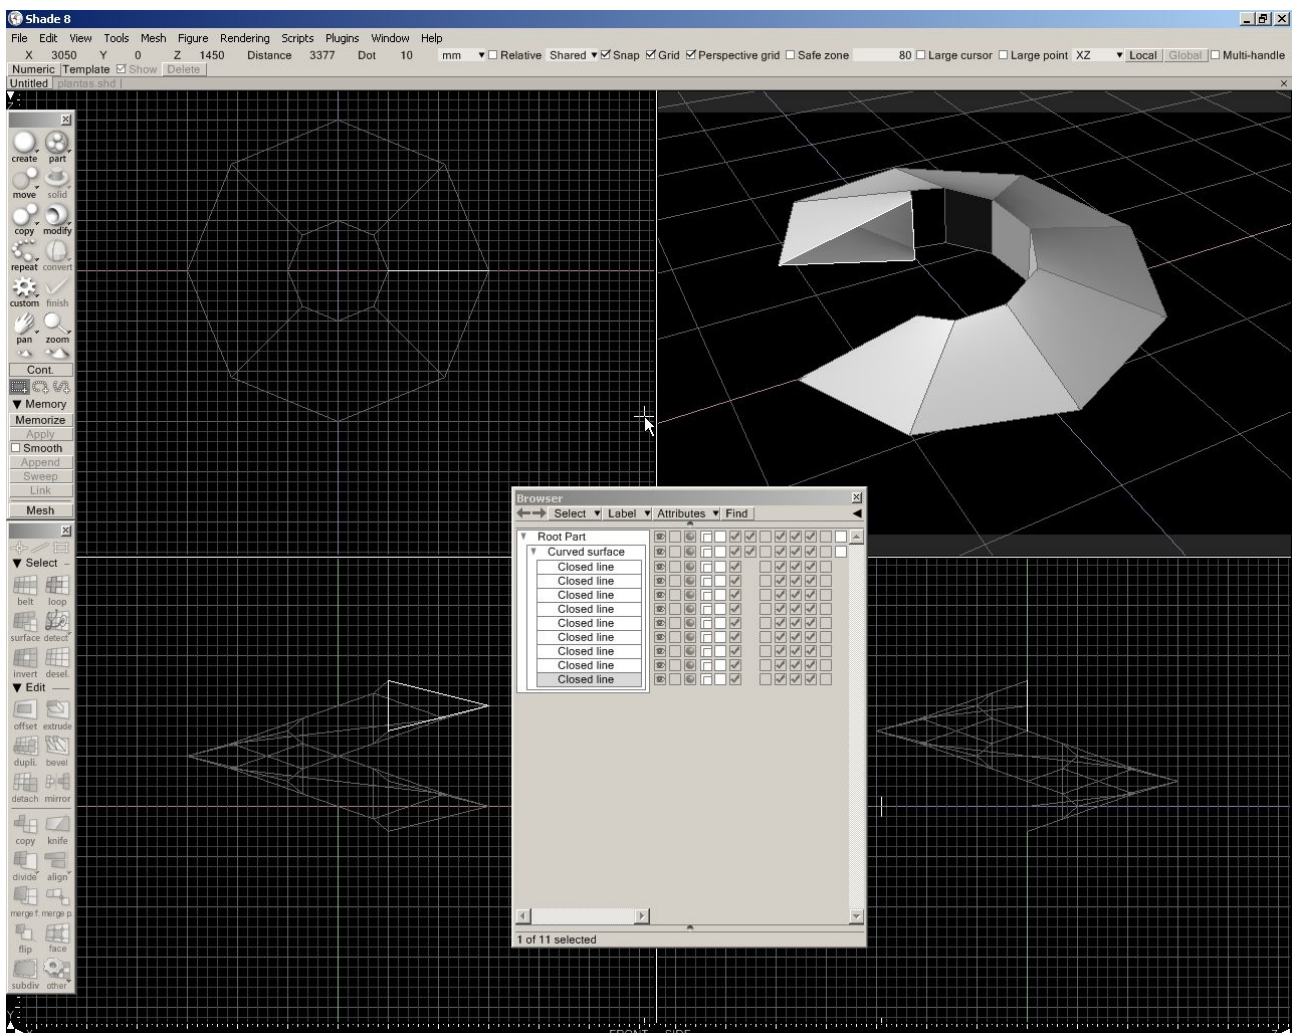 Shade 8
File Edit View Tools Mesh Figure Rendering Scripts Plugins Window Help
X 3050 Y 0 Z 1450 Distance 3377 Dot 10 mm Relative Shared Snap Grid Perspective grid Safe zone 80 Large cursor Large point XZ Local Global Multi-handle
Numeric Template Show Delete
Untitled plantas.shd
create part
move solid
copy modify
repeat convert
custom finish
pan zoom
Cont.
Memory
Memorize
Apply
Smooth
Append
Sweep
Link
Mesh
Select
belt loop
surface detect
invert desel.
Edit
offset extrude
dupli. bevel
detach mirror
copy knife
divide align
merge f. merge p.
flip face
subdiv other
Browser
Select Label Attributes Find
Root Part
Curved surface
Closed line
Closed line
Closed line
Closed line
Closed line
Closed line
Closed line
Closed line
Closed line
1 of 11 selected
FRONT SIDE